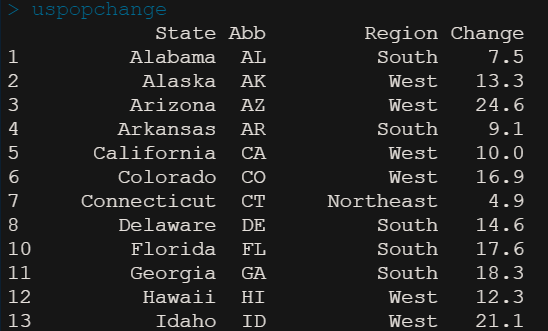 > uspopchange
State Abb Region Change
1 Alabama AL South 7.5
2 Alaska AK West 13.3
3 Arizona AZ West 24.6
4 Arkansas AR South 9.1
5 California CA West 10.0
6 Colorado CO West 16.9
7 Connecticut CT Northeast 4.9
8 Delaware DE South 14.6
10 Florida FL South 17.6
11 Georgia GA South 18.3
12 Hawaii HI West 12.3
13 Idaho ID West 21.1